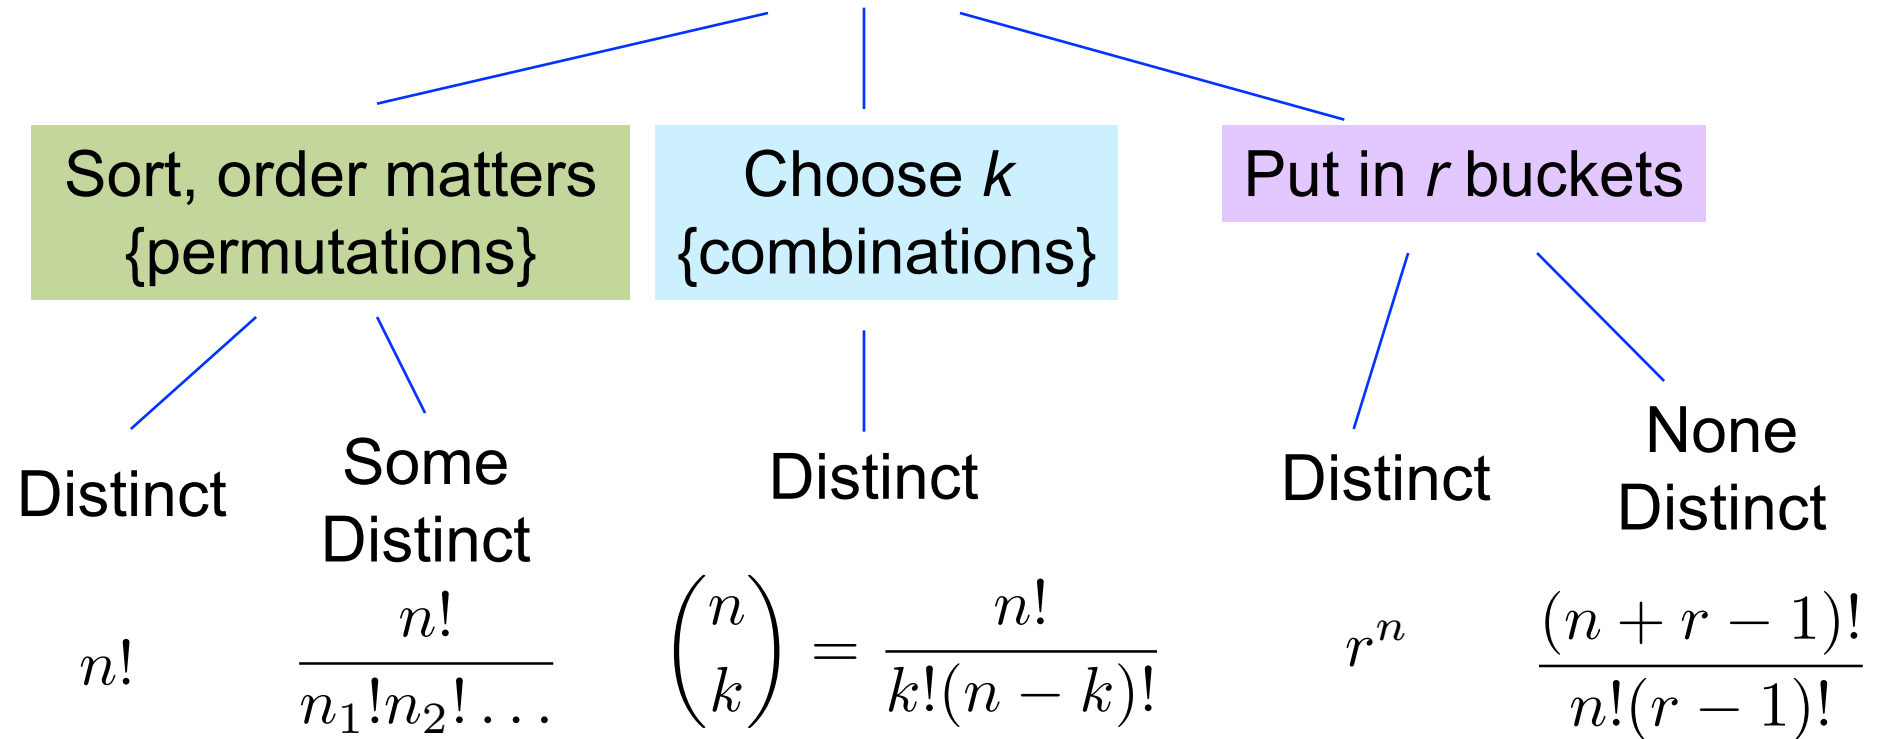 Sort, order matters
{permutations}
Choose k
{combinations}
Put in r buckets
Distinct
Some
Distinct
Distinct
Distinct
None
Distinct
n!
n!
n₁!n₂!...
(n k) = n! / k!(n − k)!
rⁿ
(n + r − 1)!
n!(r − 1)!